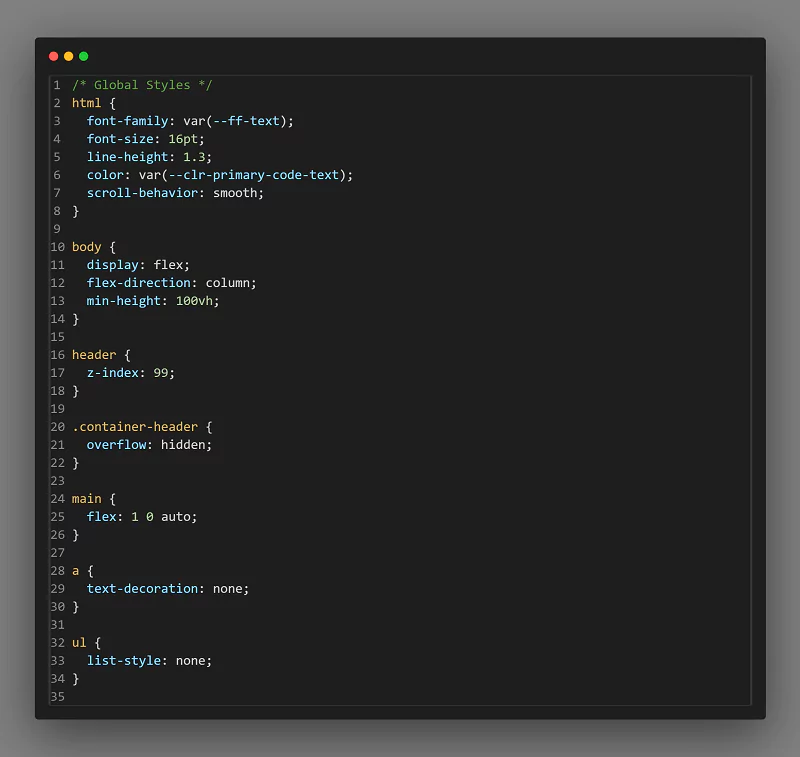 1 /* Global Styles */
2 html {
3   font-family: var(--ff-text);
4   font-size: 16pt;
5   line-height: 1.3;
6   color: var(--clr-primary-code-text);
7   scroll-behavior: smooth;
8 }
9
10 body {
11   display: flex;
12   flex-direction: column;
13   min-height: 100vh;
14 }
15
16 header {
17   z-index: 99;
18 }
19
20 .container-header {
21   overflow: hidden;
22 }
23
24 main {
25   flex: 1 0 auto;
26 }
27
28 a {
29   text-decoration: none;
30 }
31
32 ul {
33   list-style: none;
34 }
35